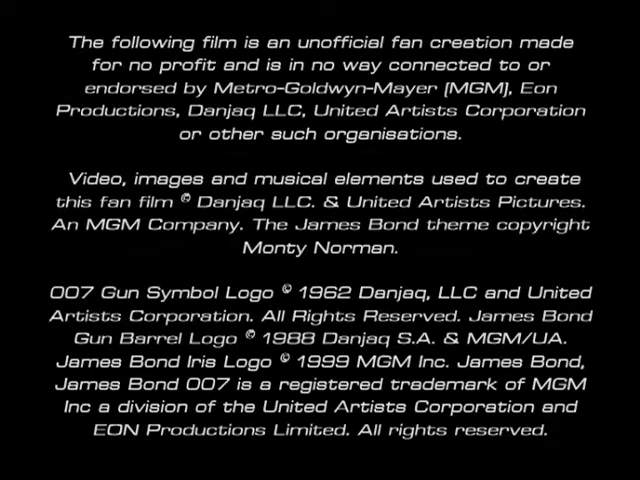 The following film is an unofficial fan creation made
for no profit and is in no way connected to or
endorsed by Metro-Goldwyn-Mayer (MGM), Eon
Productions, Danjaq LLC, United Artists Corporation
or other such organisations.
Video, images and musical elements used to create
this fan film © Danjaq LLC. & United Artists Pictures.
An MGM Company. The James Bond theme copyright
Monty Norman.
007 Gun Symbol Logo © 1962 Danjaq, LLC and United
Artists Corporation. All Rights Reserved. James Bond
Gun Barrel Logo © 1988 Danjaq S.A. & MGM/UA.
James Bond Iris Logo © 1999 MGM Inc. James Bond,
James Bond 007 is a registered trademark of MGM
Inc a division of the United Artists Corporation and
EON Productions Limited. All rights reserved.